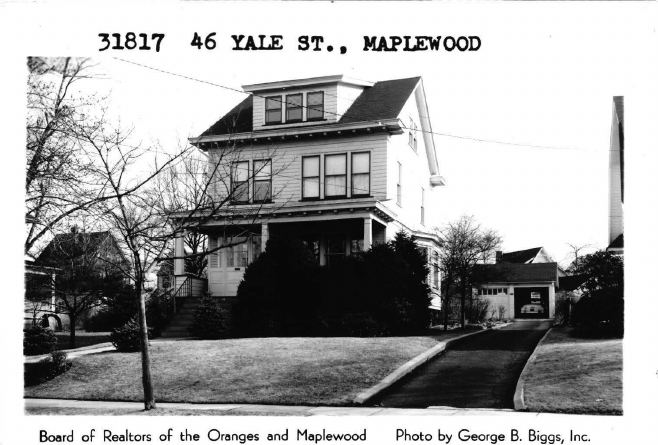 31817 46 YALE ST., MAPLEWOOD
Board of Realtors of the Oranges and Maplewood Photo by George B. Biggs, Inc.